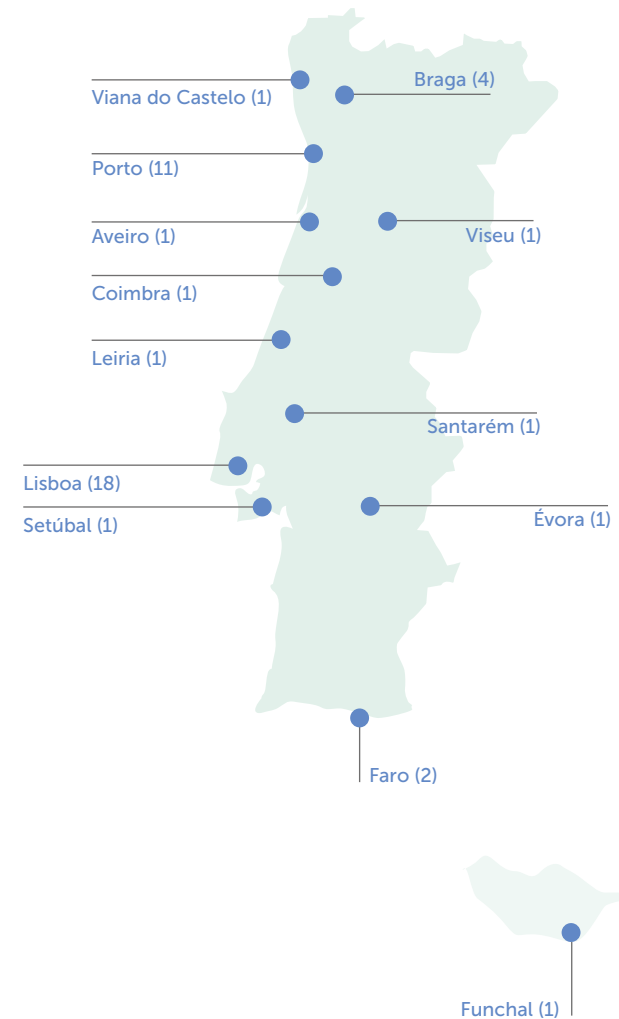 Braga (4)
Viana do Castelo (1)
Porto (11)
Aveiro (1)
Viseu (1)
Coimbra (1)
Leiria (1)
Santarém (1)
Lisboa (18)
Setúbal (1)
Évora (1)
Faro (2)
Funchal (1)